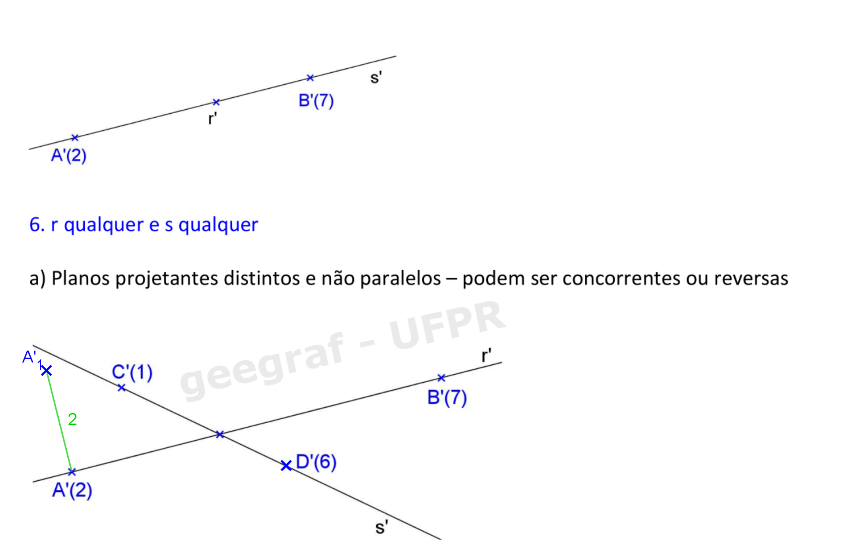 s'
B'(7)
r'
A'(2)
6. r qualquer e s qualquer
a) Planos projetantes distintos e não paralelos – podem ser concorrentes ou reversas
geegraf - UFPR
r'
A'1
C'(1)
B'(7)
2
D'(6)
A'(2)
s'